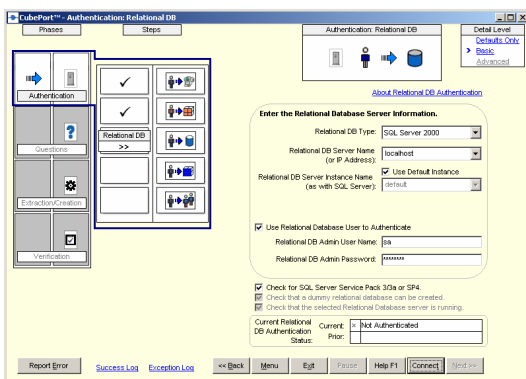 CubePort™ - Authentication: Relational DB
Phases
Steps
Authentication: Relational DB
Detail Level
Defaults Only
Basic
Advanced
About Relational DB Authentication
Authentication
Questions
Extraction/Creation
Verification
Relational DB
>>
Enter the Relational Database Server Information.
Relational DB Type: SQL Server 2000
Relational DB Server Name
(or IP Address): localhost
Use Default Instance
Relational DB Server Instance Name
(as with SQL Server): default
Use Relational Database User to Authenticate
Relational DB Admin User Name: sa
Relational DB Admin Password: ********
Check for SQL Server Service Pack 3/3a or SP4.
Check that a dummy relational database can be created.
Check that the selected Relational Database server is running.
Current Relational
DB Authentication
Status:
Current: × Not Authenticated
Prior:
Report Error
Success Log
Exception Log
<< Back
Menu
Exit
Pause
Help F1
Connect
Next >>